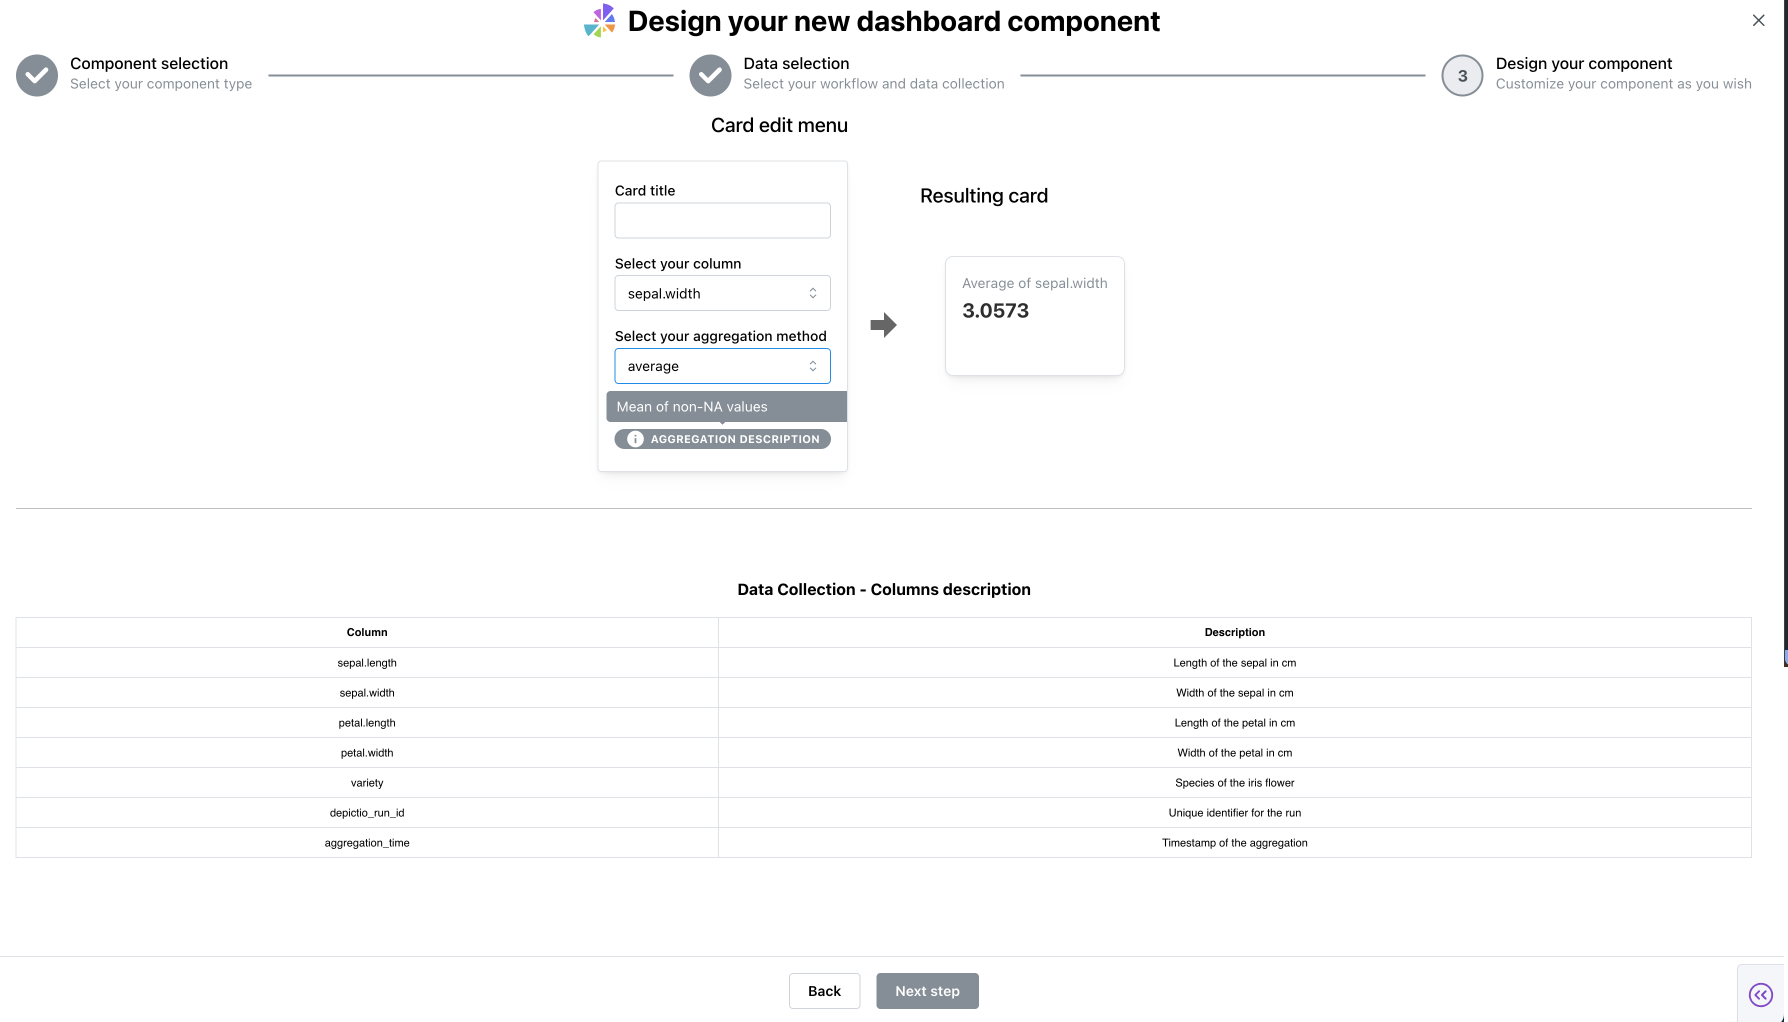 Design your new dashboard component
Component selection
Select your component type
Data selection
Select your workflow and data collection
3
Design your component
Customize your component as you wish
Card edit menu
Card title
Select your column
sepal.width
Select your aggregation method
average
Mean of non-NA values
AGGREGATION DESCRIPTION
Resulting card
Average of sepal.width
3.0573
Data Collection - Columns description
Column Description
sepal.length Length of the sepal in cm
sepal.width Width of the sepal in cm
petal.length Length of the petal in cm
petal.width Width of the petal in cm
variety Species of the iris flower
depictio_run_id Unique identifier for the run
aggregation_time Timestamp of the aggregation
Back Next step